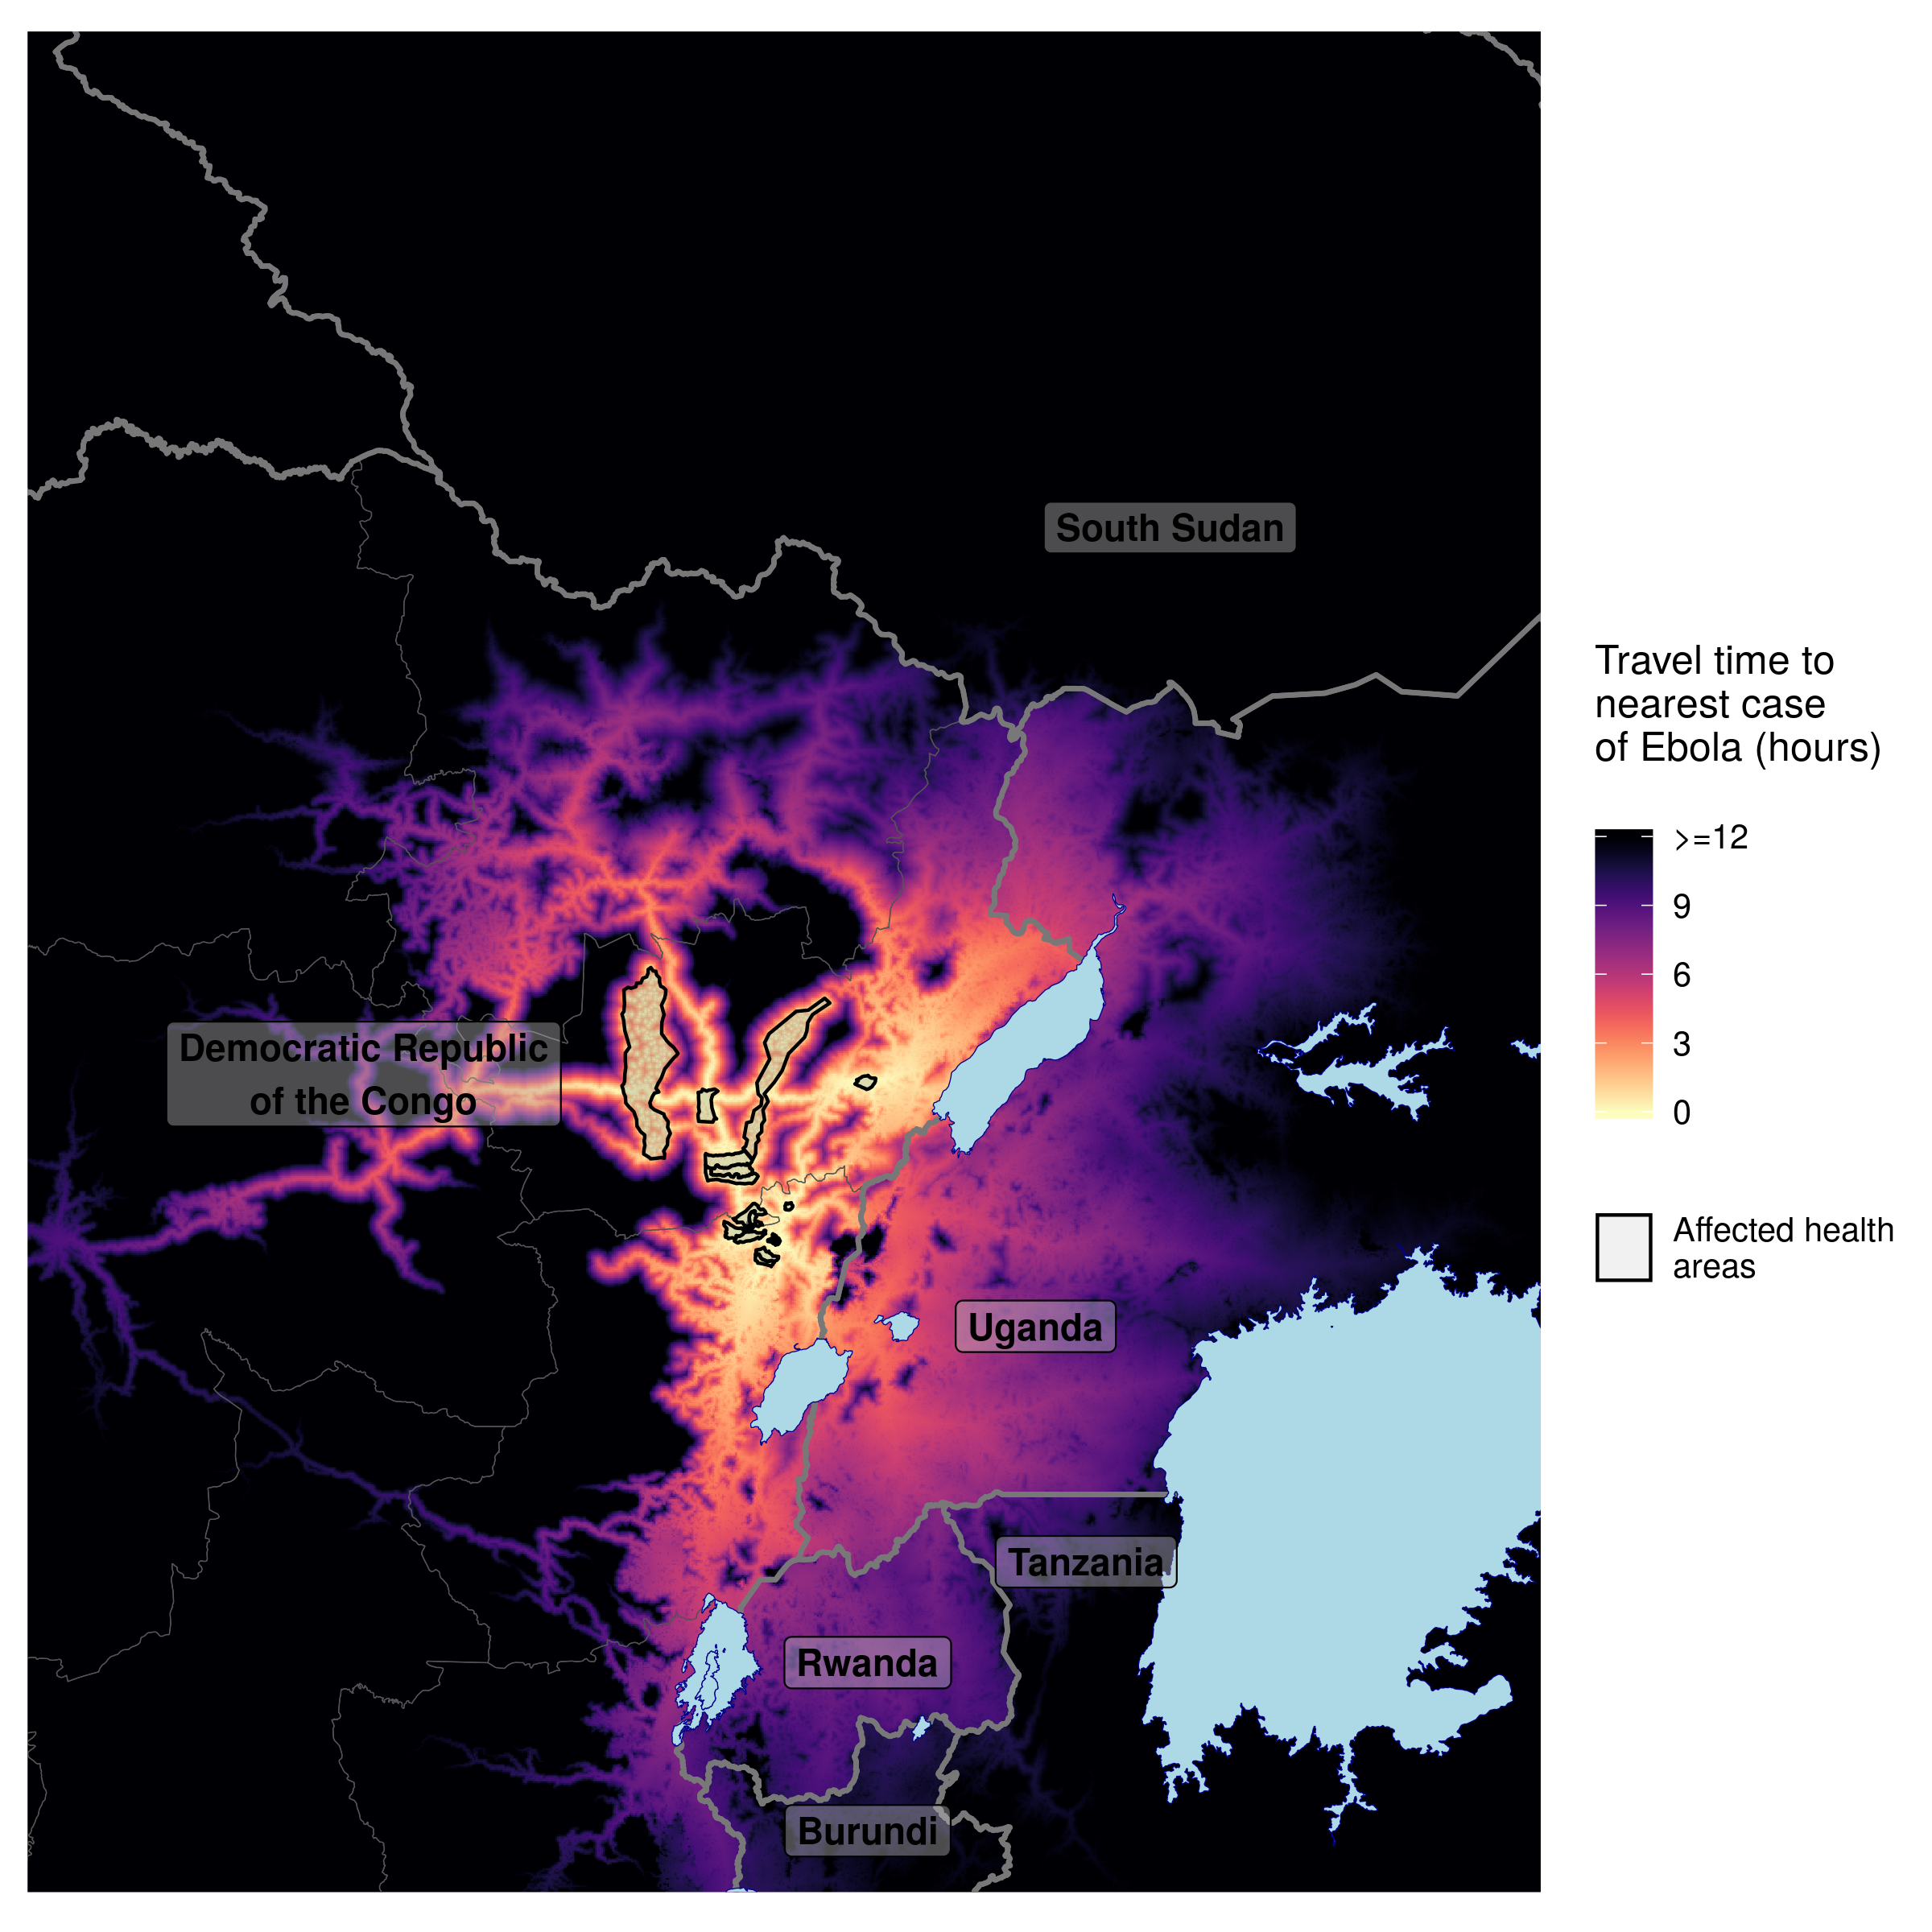 South Sudan
Democratic Republic
of the Congo
Uganda
Tanzania
Rwanda
Burundi
Travel time to
nearest case
of Ebola (hours)
>=12
9
6
3
0
Affected health
areas